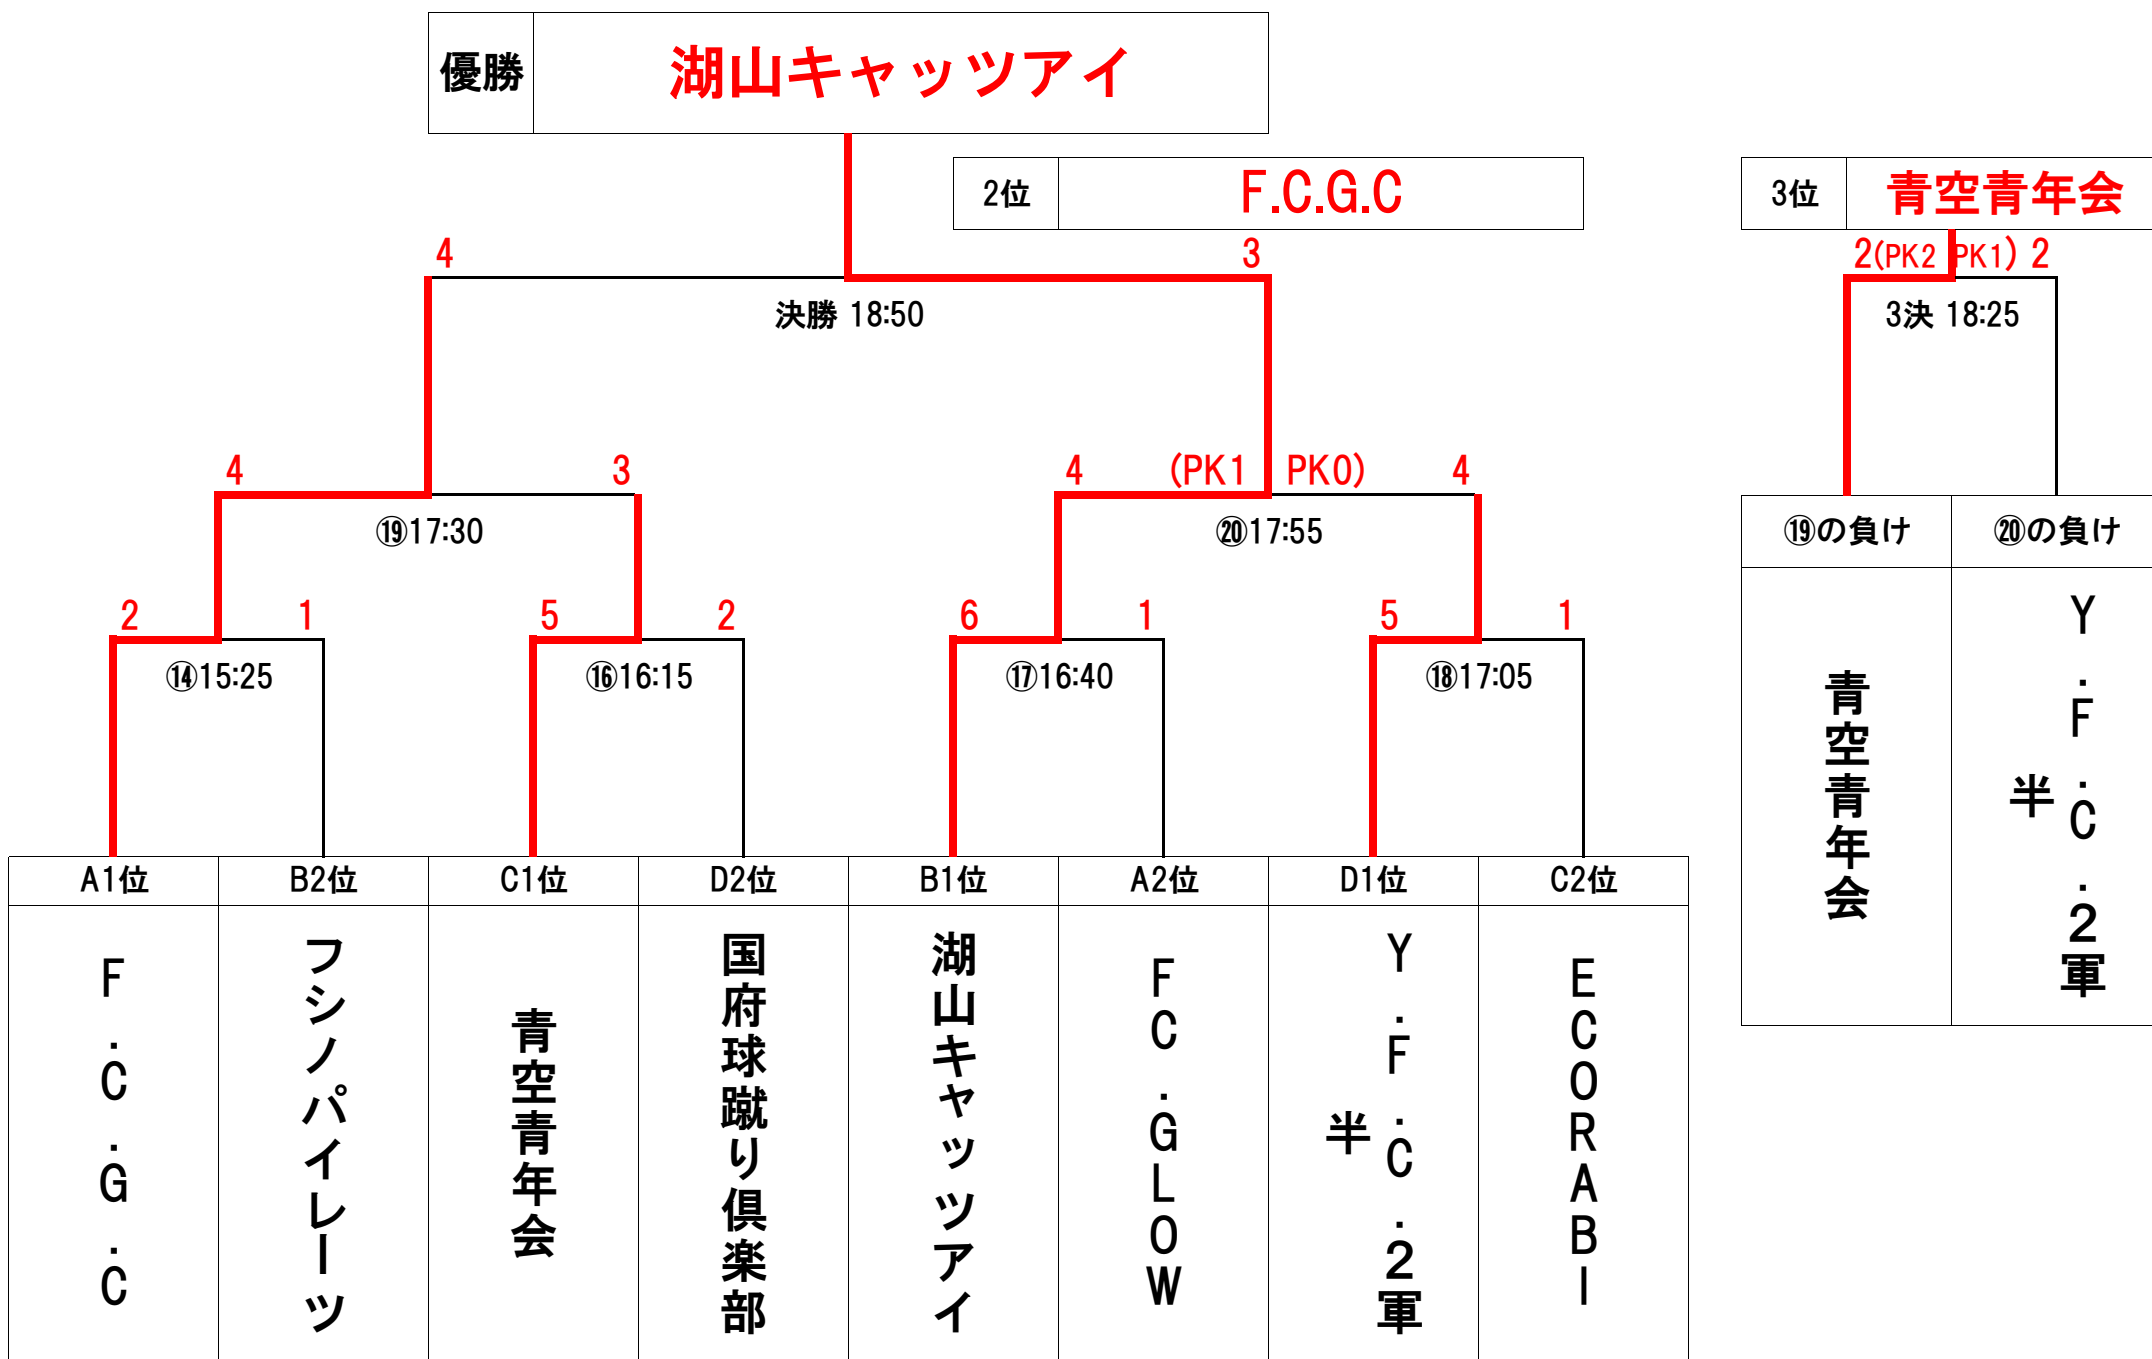 優勝 湖山キャッツアイ
2位 F.C.G.C
3位 青空青年会
4 3
2(PK2 PK1) 2
決勝 18:50
3決 18:25
4 3 4 (PK1 PK0) 4
⑲17:30
⑳17:55
⑲の負け
⑳の負け
2 1 5 2 6 1 5 1
⑭15:25
⑯16:15
⑰16:40
⑱17:05
青空青年会
Y.F.C.2軍半
A1位
B2位
C1位
D2位
B1位
A2位
D1位
C2位
F.C.G.C
フシノパイレーツ
青空青年会
国府球蹴り倶楽部
湖山キャッツアイ
FC.GLOW
Y.F.C.2軍半
ECORABI